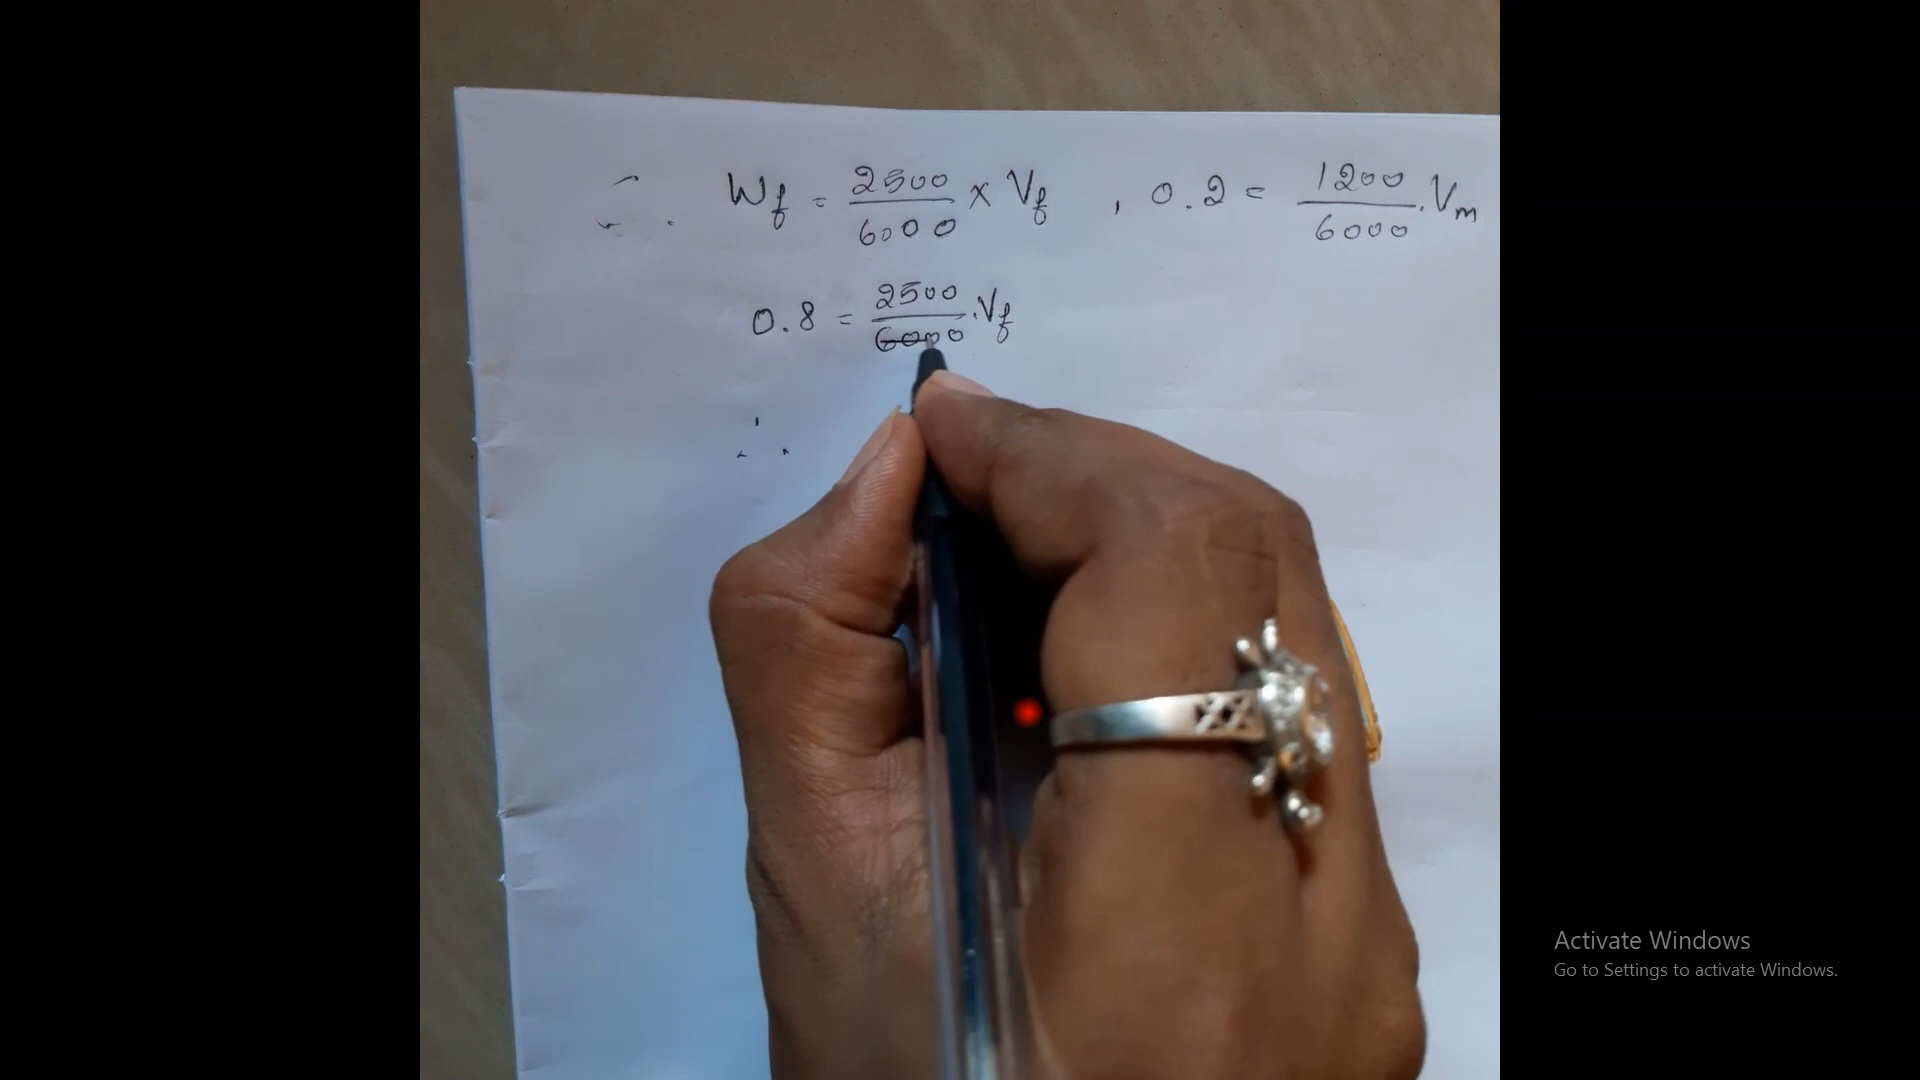 ∴ Wf = 2500/6000 x Vf , 0.2 = 1200/6000 . Vm
0.8 = 2500/6000 . Vf
∴
Activate Windows
Go to Settings to activate Windows.